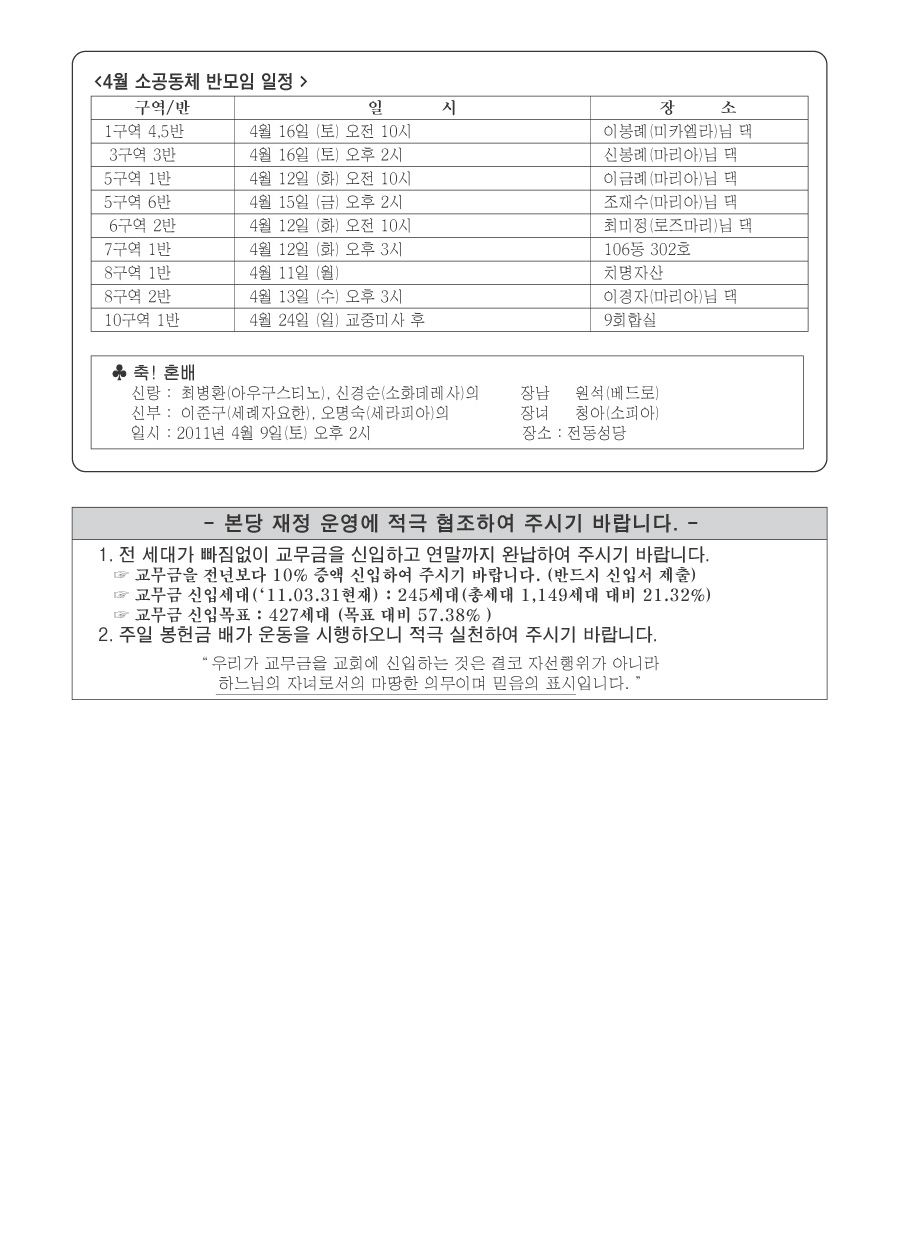 <4월 소공동체 반모임 일정 >
구역/반 일 시 장 소
1구역 4,5반 4월 16일 (토) 오전 10시 이봉례(미카엘라)님 댁
3구역 3반 4월 16일 (토) 오후 2시 신봉례(마리아)님 댁
5구역 1반 4월 12일 (화) 오전 10시 이금례(마리아)님 댁
5구역 6반 4월 15일 (금) 오후 2시 조재수(마리아)님 댁
6구역 2반 4월 12일 (화) 오전 10시 최미정(로즈마리)님 댁
7구역 1반 4월 12일 (화) 오후 3시 106동 302호
8구역 1반 4월 11일 (월) 치명자산
8구역 2반 4월 13일 (수) 오후 3시 이경자(마리아)님 댁
10구역 1반 4월 24일 (일) 교중미사 후 9회합실
♣ 축! 혼배
신랑 : 최병환(아우구스티노), 신경순(소화데레사)의 장남 원석(베드로)
신부 : 이준구(세례자요한), 오명숙(세라피아)의 장녀 청아(소피아)
일시 : 2011년 4월 9일(토) 오후 2시 장소 : 전동성당
- 본당 재정 운영에 적극 협조하여 주시기 바랍니다. -
1. 전 세대가 빠짐없이 교무금을 신입하고 연말까지 완납하여 주시기 바랍니다.
☞ 교무금을 전년보다 10% 증액 신입하여 주시기 바랍니다. (반드시 신입서 제출)
☞ 교무금 신입세대(‘11.03.31현재) : 245세대(총세대 1,149세대 대비 21.32%)
☞ 교무금 신입목표 : 427세대 (목표 대비 57.38% )
2. 주일 봉헌금 배가 운동을 시행하오니 적극 실천하여 주시기 바랍니다.
“ 우리가 교무금을 교회에 신입하는 것은 결코 자선행위가 아니라
하느님의 자녀로서의 마땅한 의무이며 믿음의 표시입니다. ”